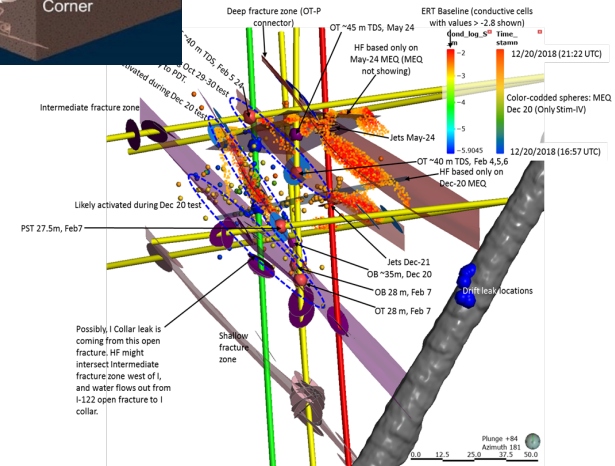 Corner
Deep fracture zone (OT-P
connector)
OT ~45 m TDS, May 24
HF based only on
May-24 MEQ (MEQ
not showing)
ERT Baseline (conductive cells
with values > -2.8 shown)
Cond_log_S
.m
Time_
stamp
-2
-3
-4
-5
-5.9045
12/20/2018 (21:22 UTC)
Color-codded spheres: MEQ
Dec 20 (Only Stim-IV)
12/20/2018 (16:57 UTC)
~40 m TDS, Feb 5 24
Oct 29-30 test
y to PDT.
activated during Dec 20 test
Intermediate fracture zone
Jets May-24
OT ~40 m TDS, Feb 4,5,6
HF based only on
Dec-20 MEQ
Likely activated during Dec 20 test
PST 27.5m, Feb7
Jets Dec-21
OB ~35m, Dec 20
OB 28 m, Feb 7
OT 28 m, Feb 7
Drift leak locations
Possibly, I Collar leak is
coming from this open
fracture. HF might
intersect Intermediate
fracture zone west of I,
and water flows out from
I-122 open fracture to I
collar.
Shallow
fracture
zone
Plunge +84
Azimuth 181
0.0 12.5 25.0 37.5 50.0